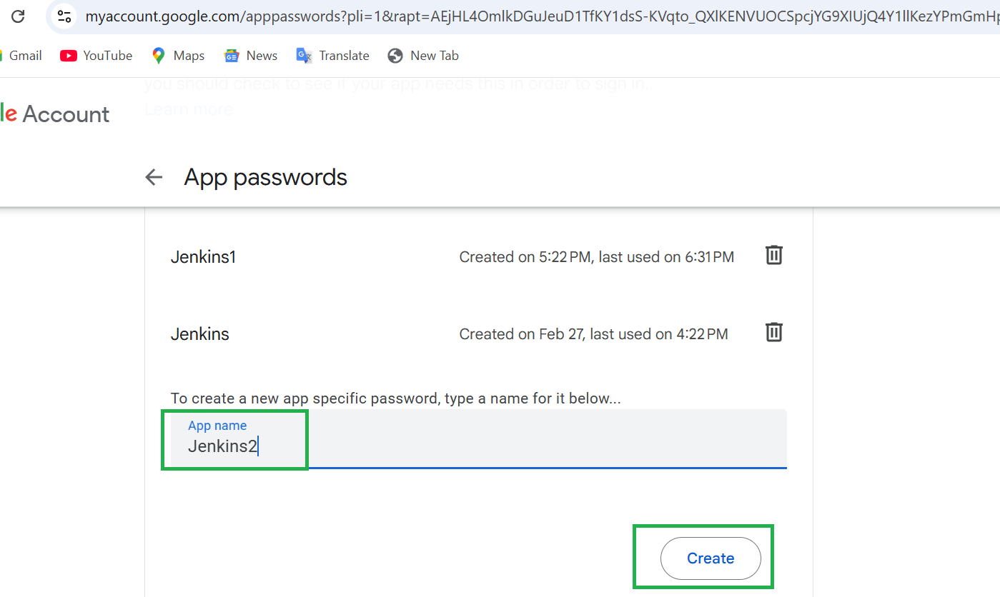 myaccount.google.com/apppasswords?pli=1&rapt=AEjHL4OmlkDGuJeuD1TfKY1dsS-KVqto_QXlKENVUOCSpcjYG9XIUjQ4Y1llKezYPmGmHp
Gmail YouTube Maps News Translate New Tab
you should check to see if your app needs this in order to sign in.
Learn more
le Account
App passwords
Jenkins1 Created on 5:22 PM, last used on 6:31 PM
Jenkins Created on Feb 27, last used on 4:22 PM
To create a new app specific password, type a name for it below...
App name
Jenkins2
Create